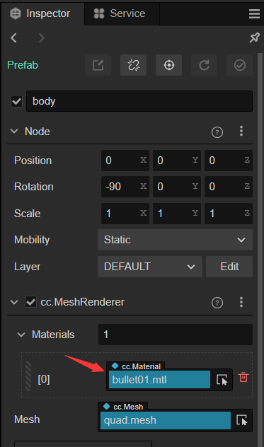 Inspector Service
Prefab
body
Node
Position 0 X 0 Y 0 Z
Rotation -90 X 0 Y 0 Z
Scale 1 X 1 Y 1 Z
Mobility Static
Layer DEFAULT Edit
cc.MeshRenderer
Materials 1
cc.Material
[0] bullet01.mtl
cc.Mesh
Mesh quad.mesh